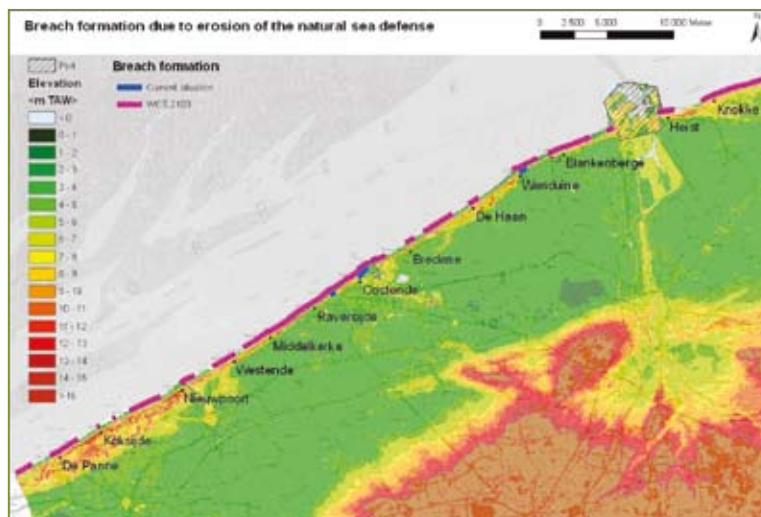 Breach formation due to erosion of the natural sea defense
0 2 500 5.000 10.000 Meter
Port
Elevation
<m TAW>
< 0
0 - 1
1 - 2
2 - 3
3 - 4
4 - 5
5 - 6
6 - 7
7 - 8
8 - 9
9 - 10
10 - 11
11 - 12
12 - 13
13 - 14
14 - 15
Breach formation
Current situation
Knokke
Heist
Blankenberge
Wenduine
De Haan
Bredene
Oostende
Raversijde
Middelkerke
Westende
Nieuwpoort
Koksijde
De Panne